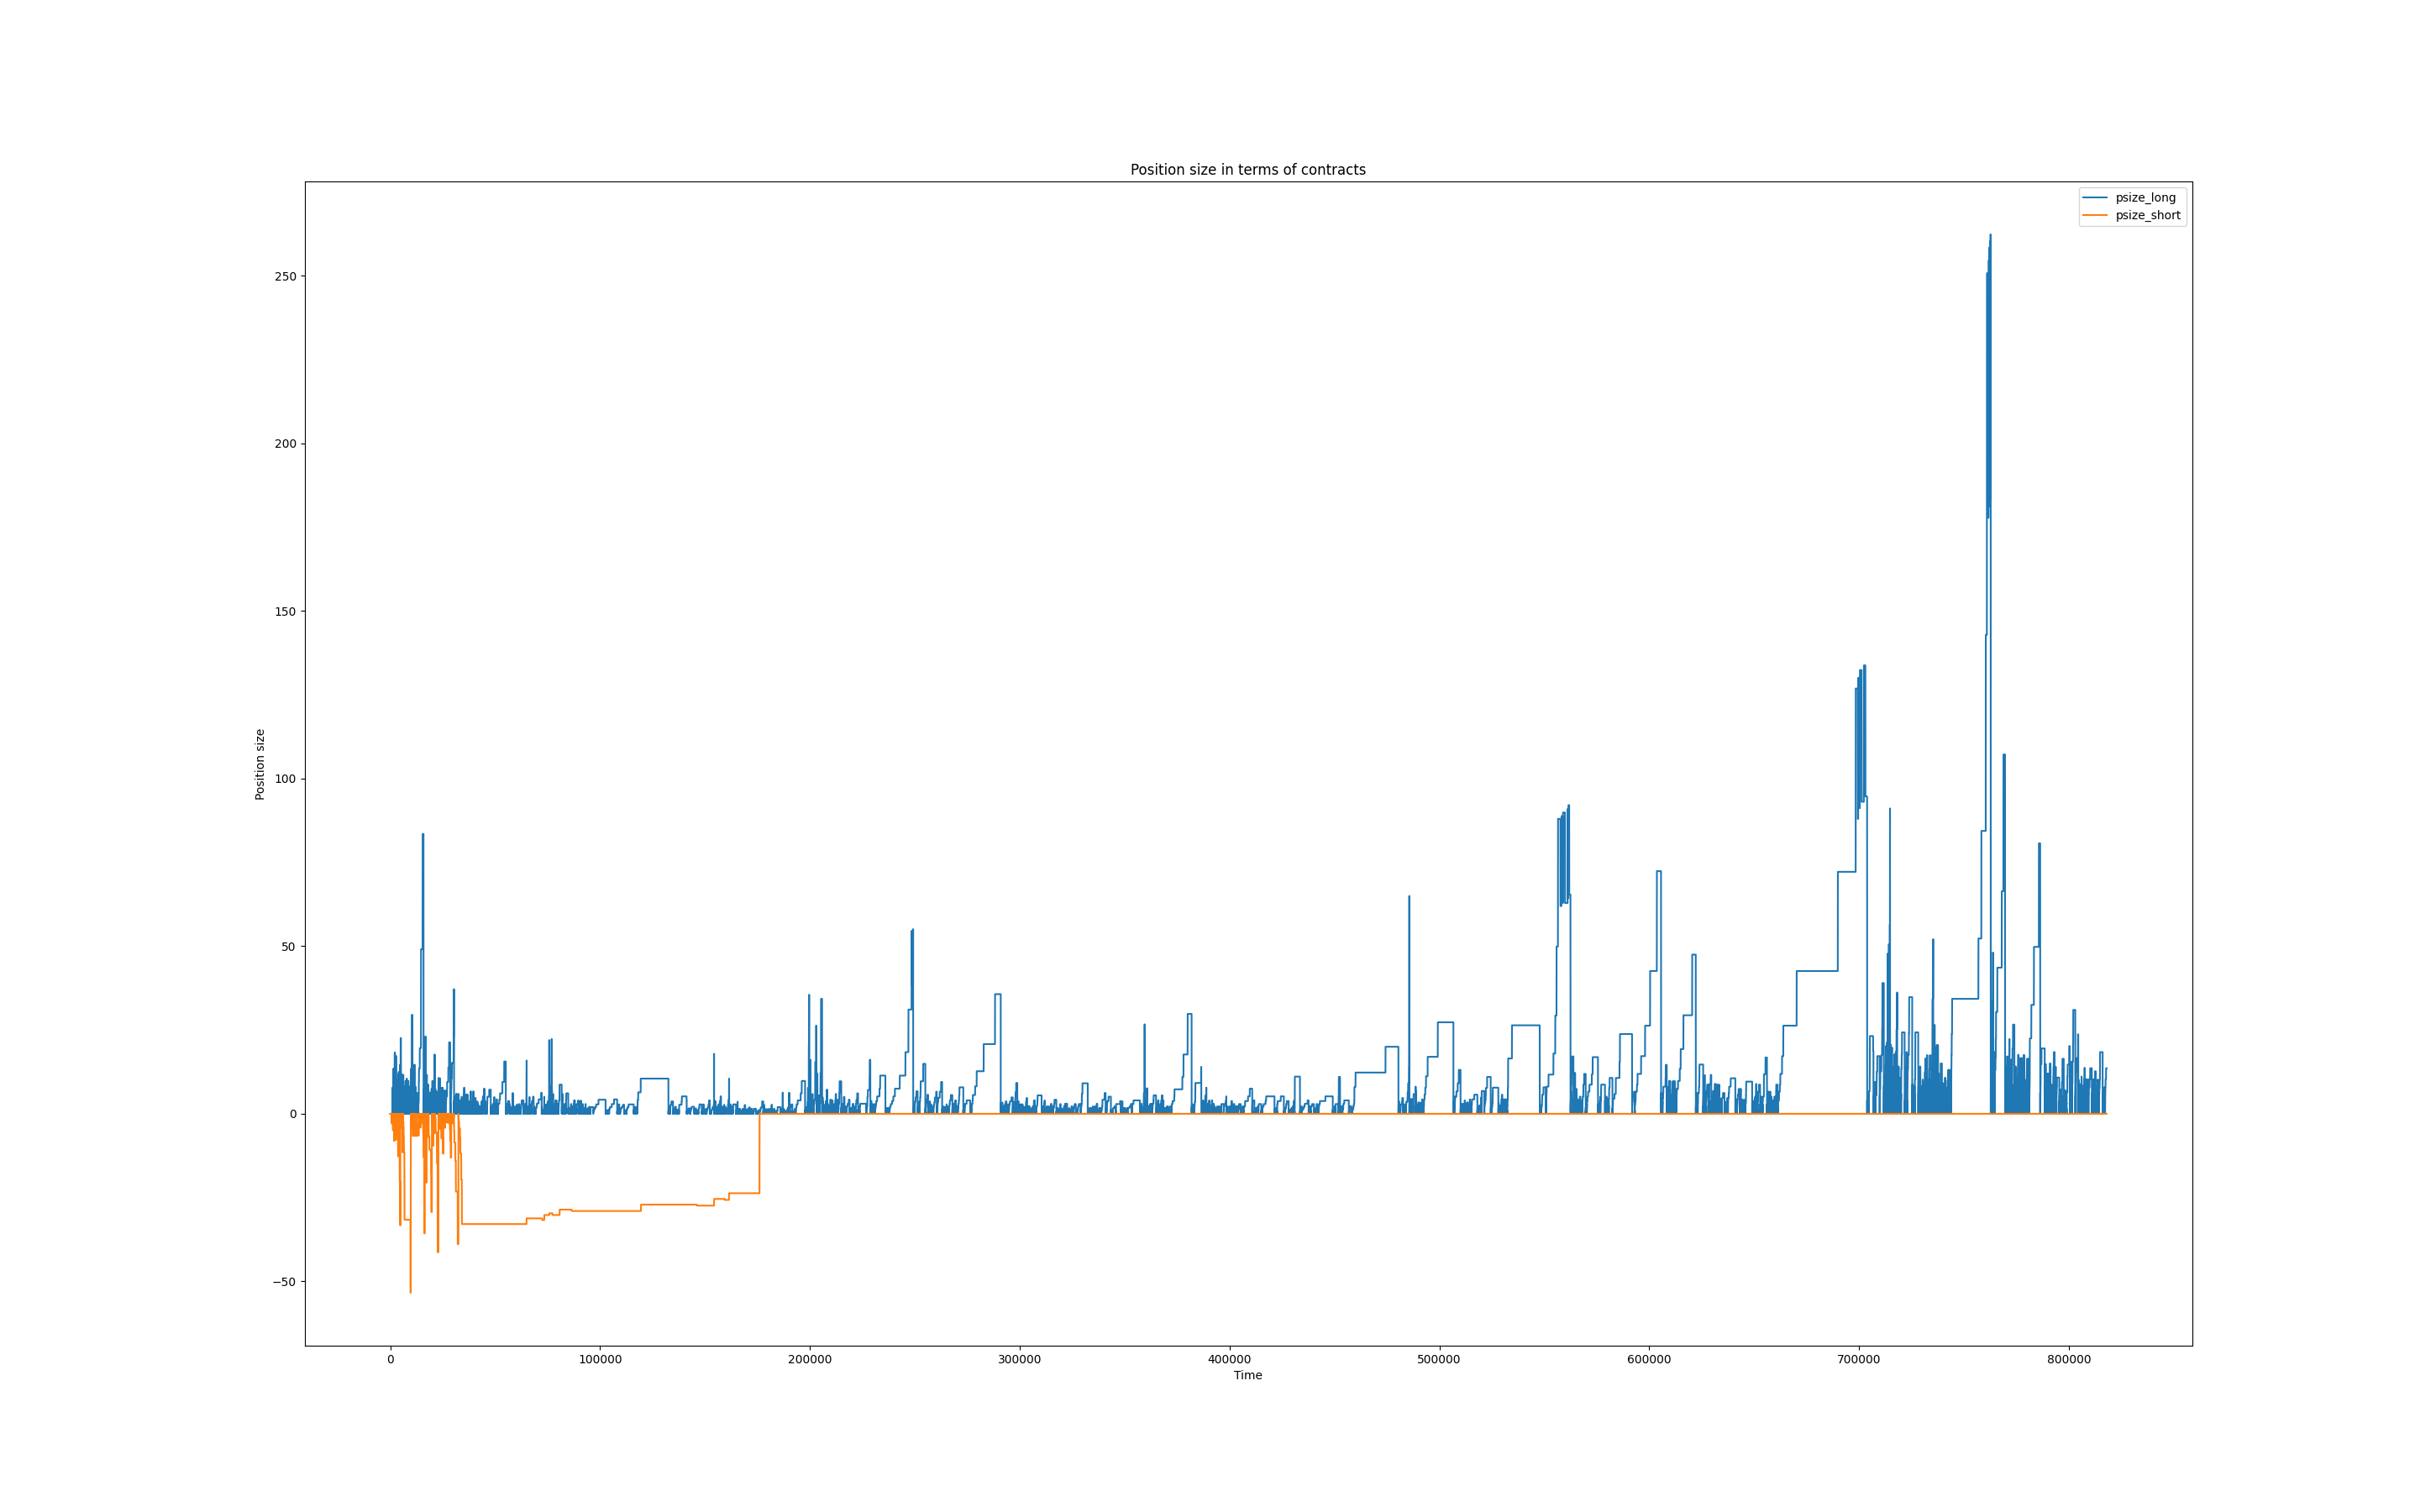 Position size in terms of contracts
psize_long
psize_short
250
200
150
100
50
0
−50
Position size
0 100000 200000 300000 400000 500000 600000 700000 800000
Time